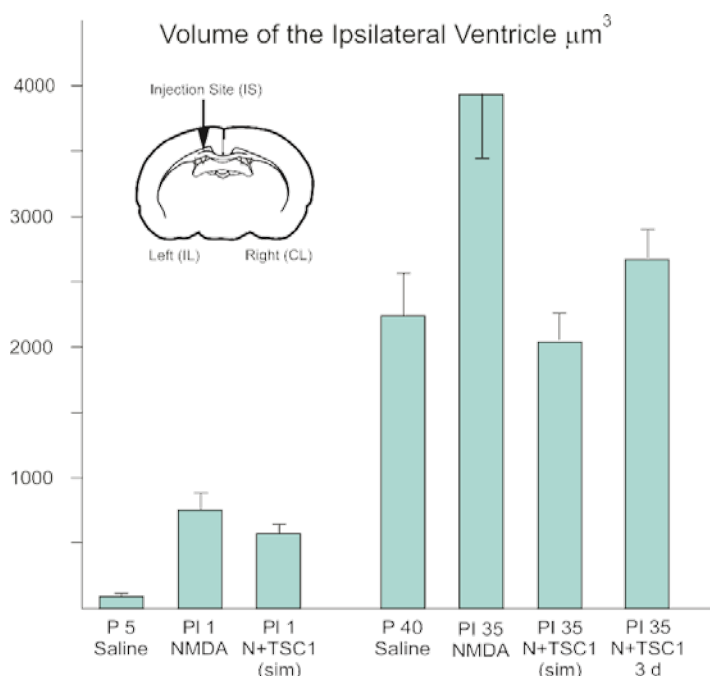 Volume of the Ipsilateral Ventricle μm³
4000
3000
2000
1000
Injection Site (IS)
Left (IL)
Right (CL)
P 5
Saline
PI 1
NMDA
PI 1
N+TSC1
(sim)
P 40
Saline
PI 35
NMDA
PI 35
N+TSC1
(sim)
PI 35
N+TSC1
3 d